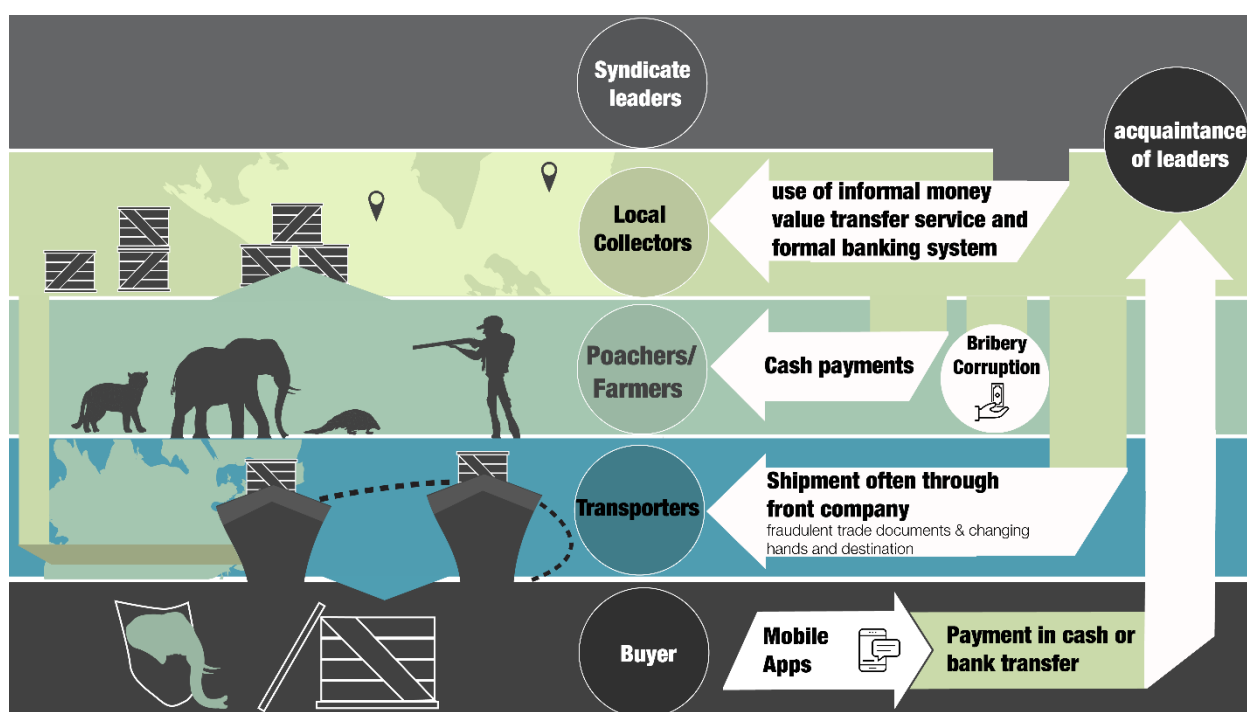 Syndicate
leaders
acquaintance
of leaders
Local
Collectors
use of informal money
value transfer service and
formal banking system
Poachers/
Farmers
Cash payments
Bribery
Corruption
Transporters
Shipment often through
front company
fraudulent trade documents & changing
hands and destination
Buyer
Mobile
Apps
Payment in cash or
bank transfer